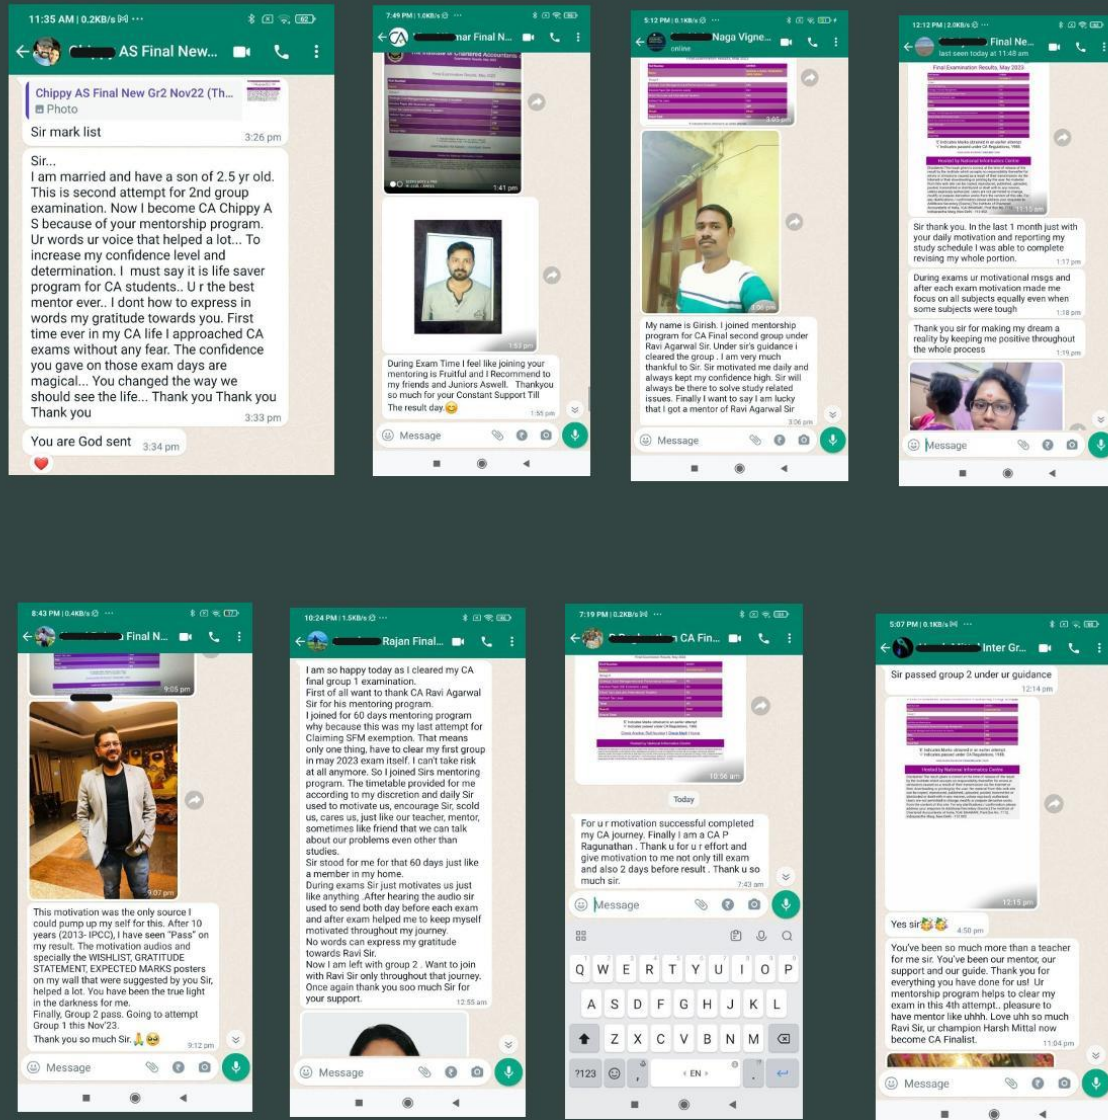 11:35 AM | 0.2KB/s
62
AS Final New...
Chippy AS Final New Gr2 Nov22 (Th...
Photo
Sir mark list
3:26 pm
Sir...
I am married and have a son of 2.5 yr old.
This is second attempt for 2nd group
examination. Now I become CA Chippy A
S because of your mentorship program.
Ur words ur voice that helped a lot... To
increase my confidence level and
determination. I must say it is life saver
program for CA students.. U r the best
mentor ever.. I dont how to express in
words my gratitude towards you. First
time ever in my CA life I approached CA
exams without any fear. The confidence
you gave on those exam days are
magical... You changed the way we
should see the life... Thank you Thank you
Thank you
3:33 pm
You are God sent
3:34 pm
7:49 PM | 1.0KB/s
CA
mar Final N...
1:41 pm
1:53 pm
During Exam Time I feel like joining your
mentoring is Fruitful and I Recommend to
my friends and Juniors Aswell. Thankyou
so much for your Constant Support Till
The result day.😊
1:55 pm
Message
5:12 PM | 0.1KB/s
Naga Vigne...
online
3:05 pm
3:06 pm
My name is Girish. I joined mentorship
program for CA Final second group under
Ravi Agarwal Sir. Under sir's guidance i
cleared the group . I am very much
thankful to Sir. Sir motivated me daily and
always kept my confidence high. Sir will
always be there to solve study related
issues. Finally I want to say I am lucky
that I got a mentor of Ravi Agarwal Sir
3:06 pm
Message
12:12 PM | 2.0KB/s
Final Ne...
last seen today at 11:48 am
Final Examination Results, May 2023
Hosted by National Informatics Centre
Sir thank you. In the last 1 month just with
your daily motivation and reporting my
study schedule I was able to complete
revising my whole portion.
1:17 pm
During exams ur motivational msgs and
after each exam motivation made me
focus on all subjects equally even when
some subjects were tough
1:18 pm
Thank you sir for making my dream a
reality by keeping me positive throughout
the whole process
1:19 pm
Message
8:43 PM | 0.4KB/s
Final N...
9:05 pm
9:07 pm
This motivation was the only source I
could pump up my self for this. After 10
years (2013- IPCC), I have seen "Pass" on
my result. The motivation audios and
specially the WISHLIST, GRATITUDE
STATEMENT, EXPECTED MARKS posters
on my wall that were suggested by you Sir,
helped a lot. You have been the true light
in the darkness for me.
Finally, Group 2 pass. Going to attempt
Group 1 this Nov'23.
Thank you so much Sir.🙏🥹
9:12 pm
Message
10:24 PM | 1.5KB/s
Rajan Final...
I am so happy today as I cleared my CA
final group 1 examination.
First of all want to thank CA Ravi Agarwal
Sir for his mentoring program.
I joined for 60 days mentoring program
why because this was my last attempt for
Claiming SFM exemption. That means
only one thing, have to clear my first group
in may 2023 exam itself. I can't take risk
at all anymore. So I joined Sirs mentoring
program. The timetable provided for me
according to my discretion and daily Sir
used to motivate us, encourage Sir, scold
us, cares us, just like our teacher, mentor,
sometimes like friend that we can talk
about our problems even other than
studies.
Sir stood for me for that 60 days just like
a member in my home.
During exams Sir just motivates us just
like anything .After hearing the audio sir
used to send both day before each exam
and after exam helped me to keep myself
motivated throughout my journey.
No words can express my gratitude
towards Ravi Sir.
Now I am left with group 2 . Want to join
with Ravi Sir only throughout that journey.
Once again thank you soo much Sir for
your support.
12:55 am
Message
7:19 PM | 0.2KB/s
CA Fin...
10:56 am
Today
For u r motivation successful completed
my CA journey. Finally I am a CA P
Ragunathan . Thank u for u r effort and
give motivation to me not only till exam
and also 2 days before result . Thank u so
much sir.
7:43 am
Message
Q W E R T Y U I O P
A S D F G H J K L
Z X C V B N M
?123 , EN .
5:07 PM | 0.1KB/s
Inter Gr...
Sir passed group 2 under ur guidance
12:14 pm
Hosted by National Informatics Centre
12:15 pm
Yes sir
4:50 pm
You've been so much more than a teacher
for me sir. You've been our mentor, our
support and our guide. Thank you for
everything you have done for us! Ur
mentorship program helps to clear my
exam in this 4th attempt.. pleasure to
have mentor like uhhh. Love uhh so much
Ravi Sir, ur champion Harsh Mittal now
become CA Finalist.
11:04 pm
Message